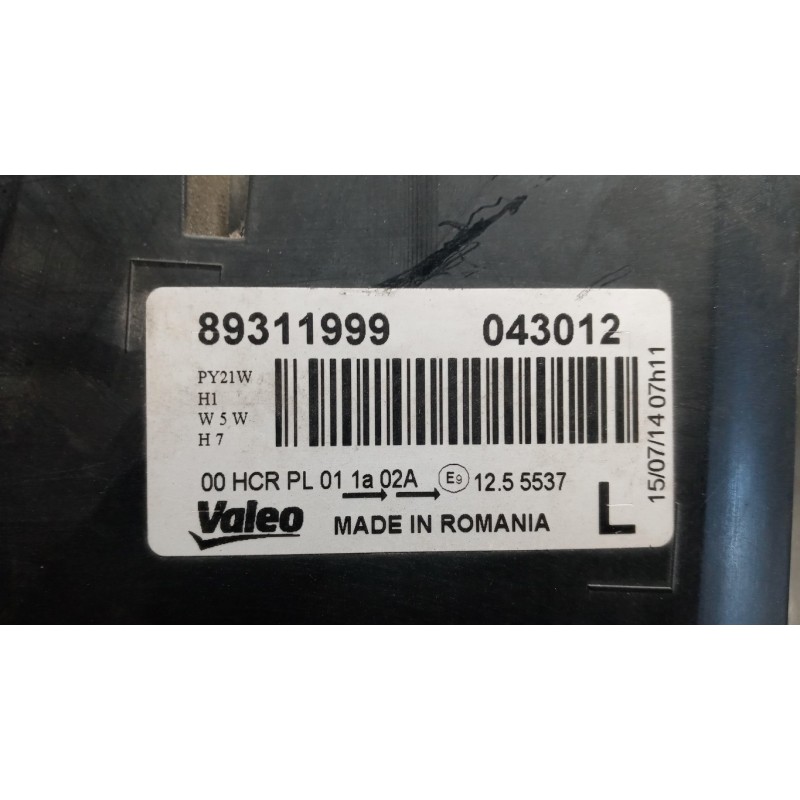 89311999 043012
PY21W
H1
W 5 W
H 7
00 HCR PL 01 1a 02A E9 12.5 5537
Valeo MADE IN ROMANIA L
15/07/14 07h11